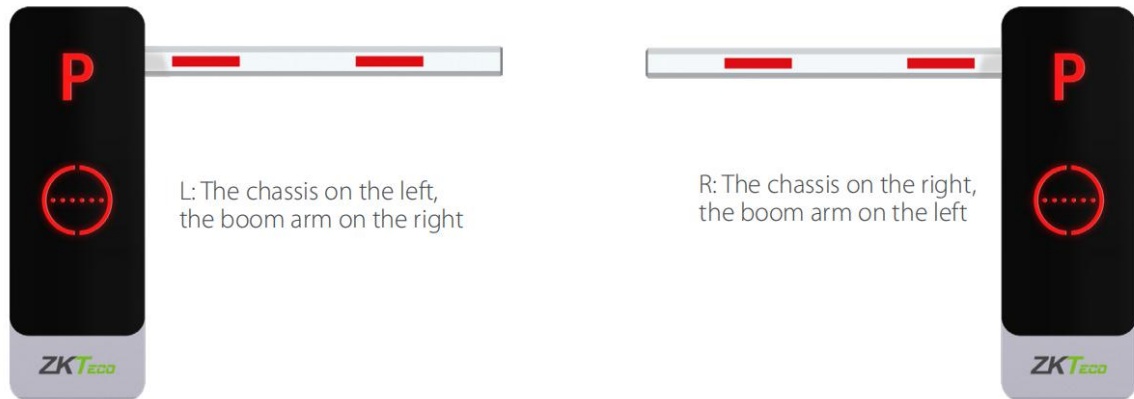 P
L: The chassis on the left,
the boom arm on the right
ZKTECO
P
R: The chassis on the right,
the boom arm on the left
ZKTECO